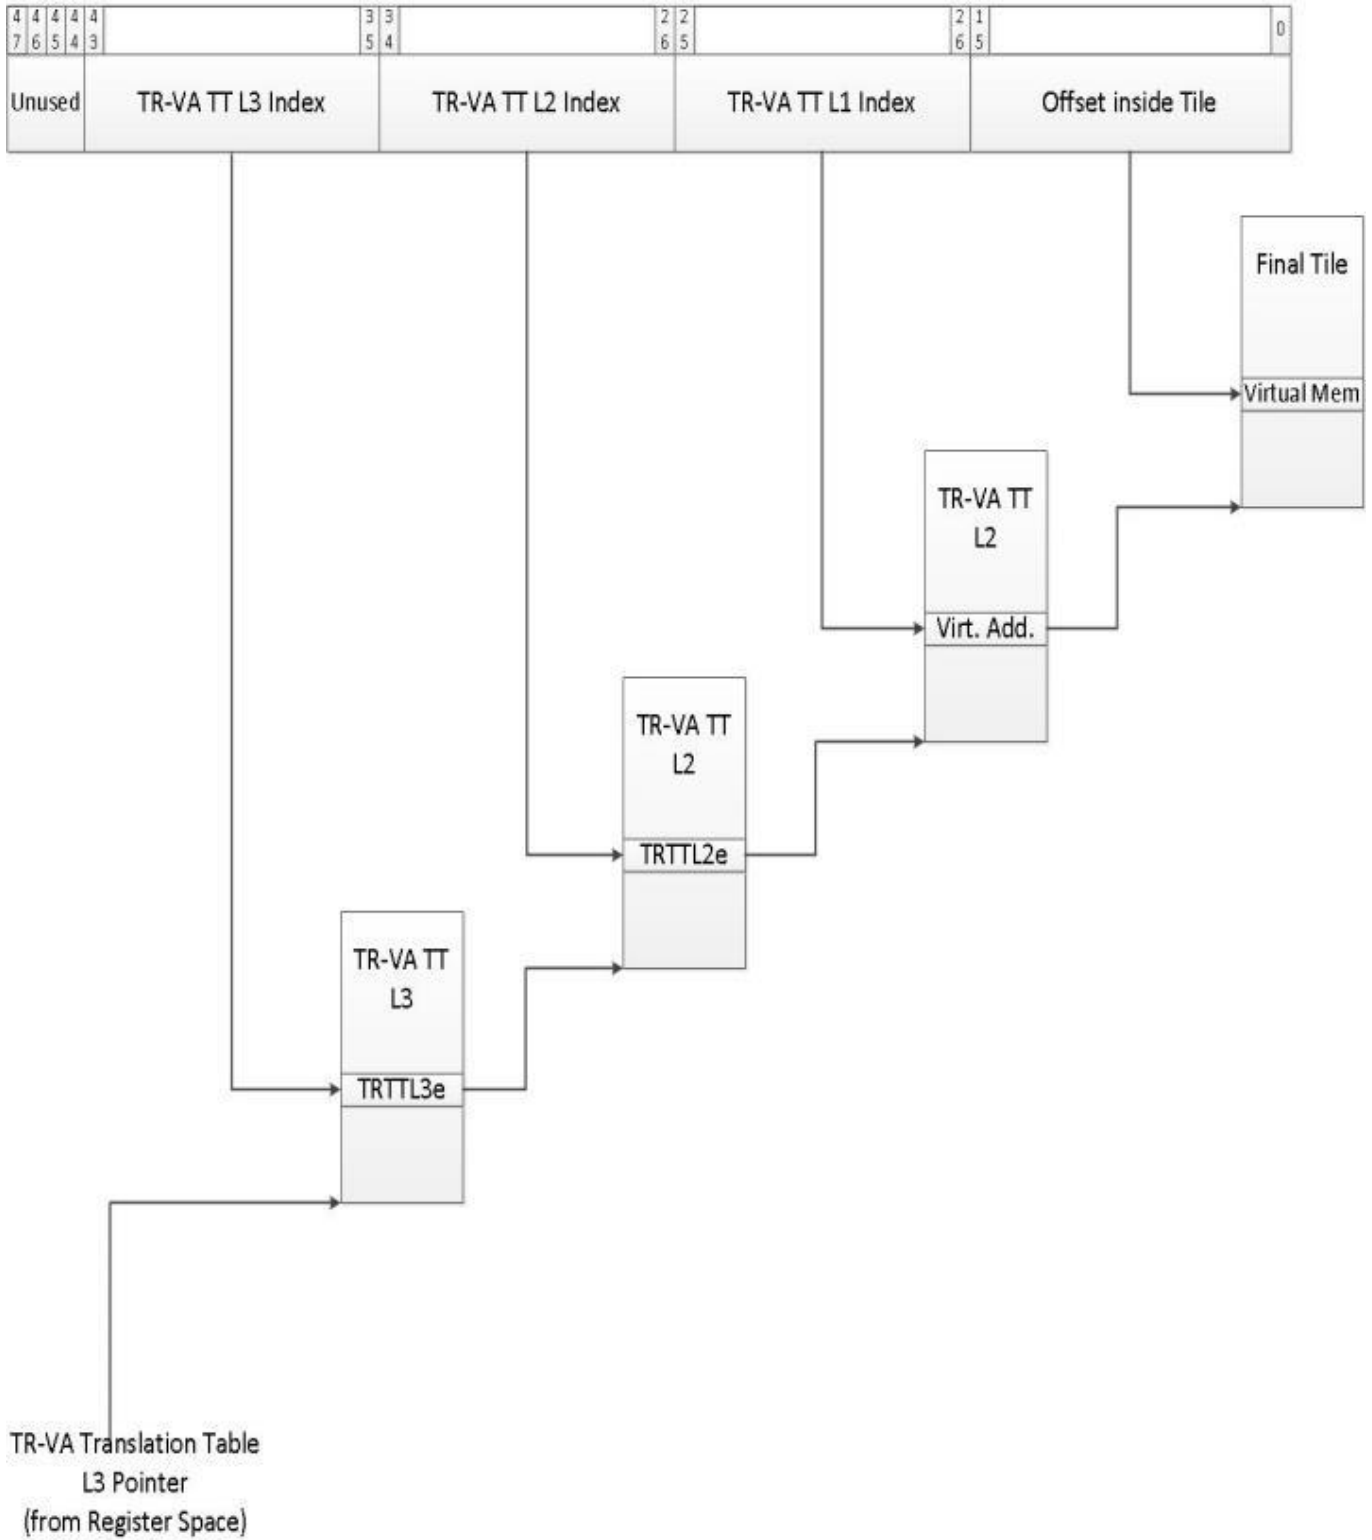 4 4 4 4 4 3 3 2 2 2 1 0
7 6 5 4 3 5 4 6 5 6 5
Unused TR-VA TT L3 Index TR-VA TT L2 Index TR-VA TT L1 Index Offset inside Tile
Final Tile
Virtual Mem
TR-VA TT
L2
Virt. Add.
TR-VA TT
L2
TRTTL2e
TR-VA TT
L3
TRTTL3e
TR-VA Translation Table
L3 Pointer
(from Register Space)